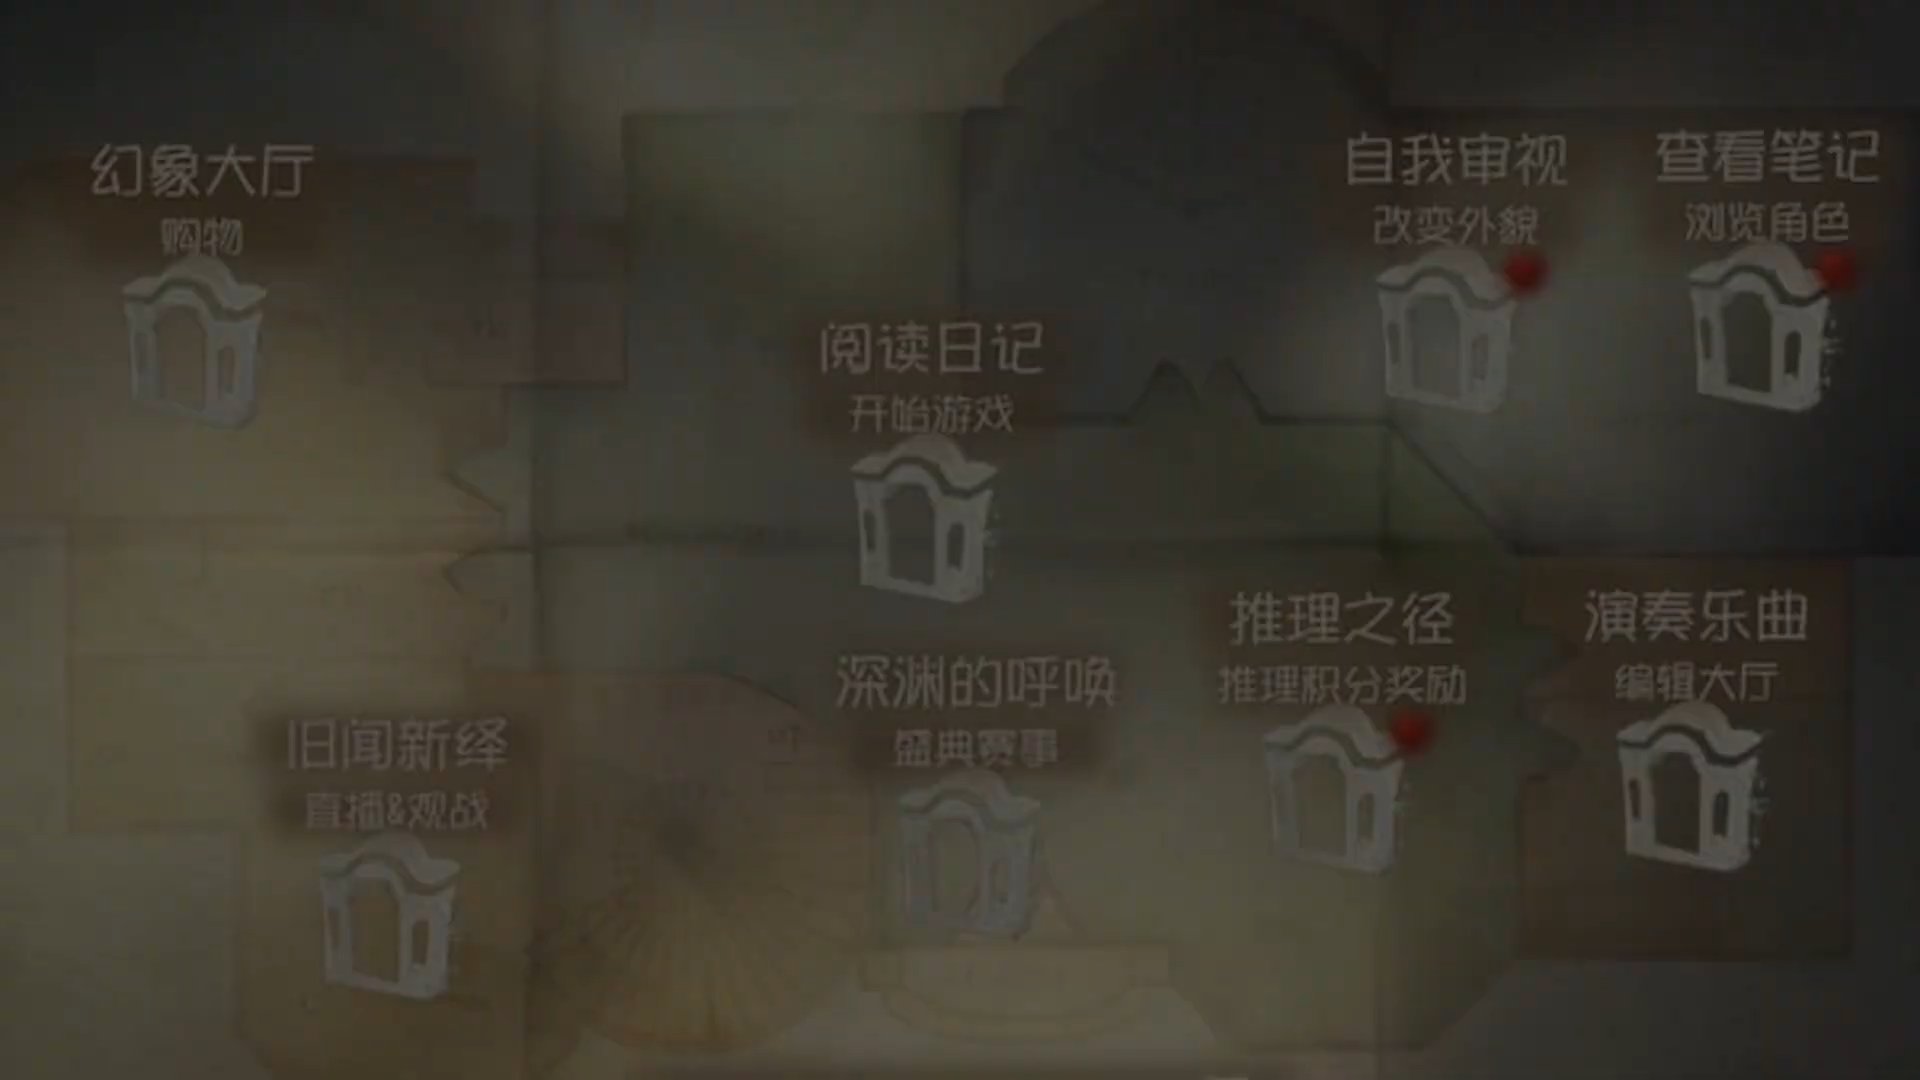 幻象大厅
购物
自我审视
改变外貌
查看笔记
浏览角色
阅读日记
开始游戏
推理之径
推理积分奖励
演奏乐曲
编辑大厅
深渊的呼唤
盛典赛事
旧闻新绎
直播&观战